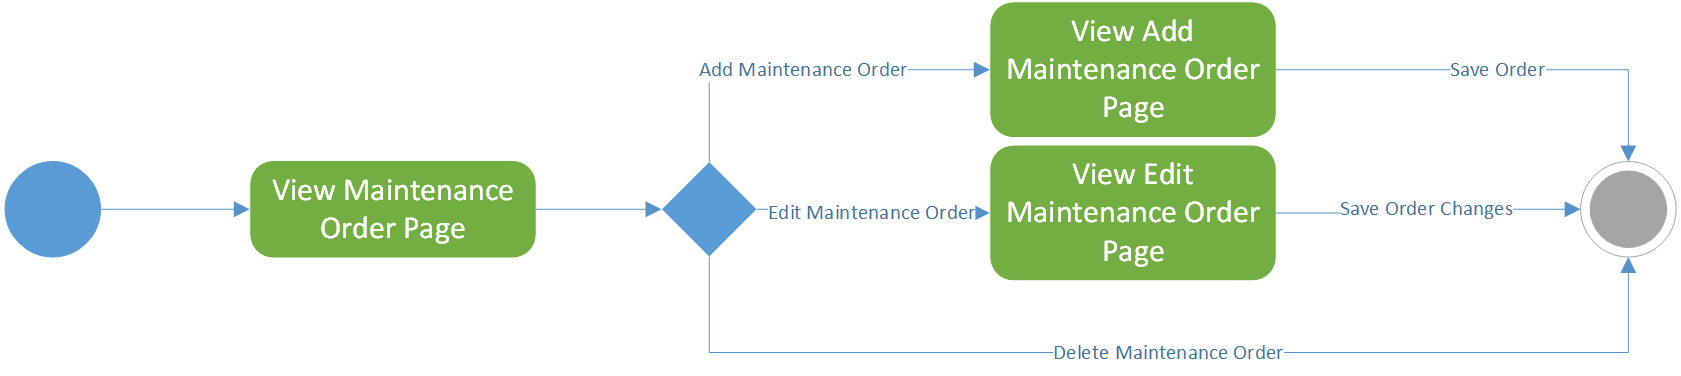 View Add
Maintenance Order
Page
Add Maintenance Order
Save Order
View Maintenance
Order Page
View Edit
Maintenance Order
Page
Edit Maintenance Order
Save Order Changes
Delete Maintenance Order